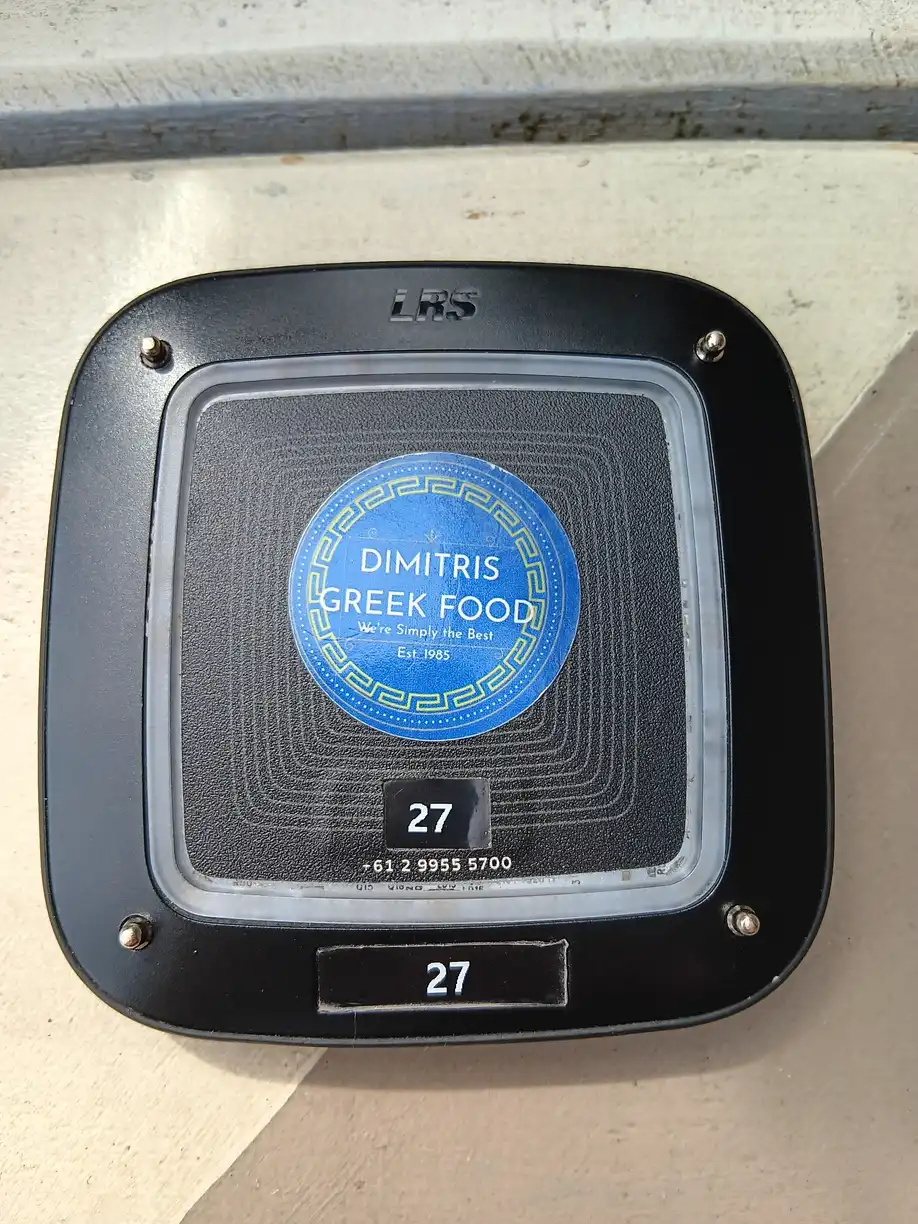 LRS
DIMITRIS
GREEK FOOD
We're Simply the Best
Est. 1985
27
+61 2 9955 5700
27